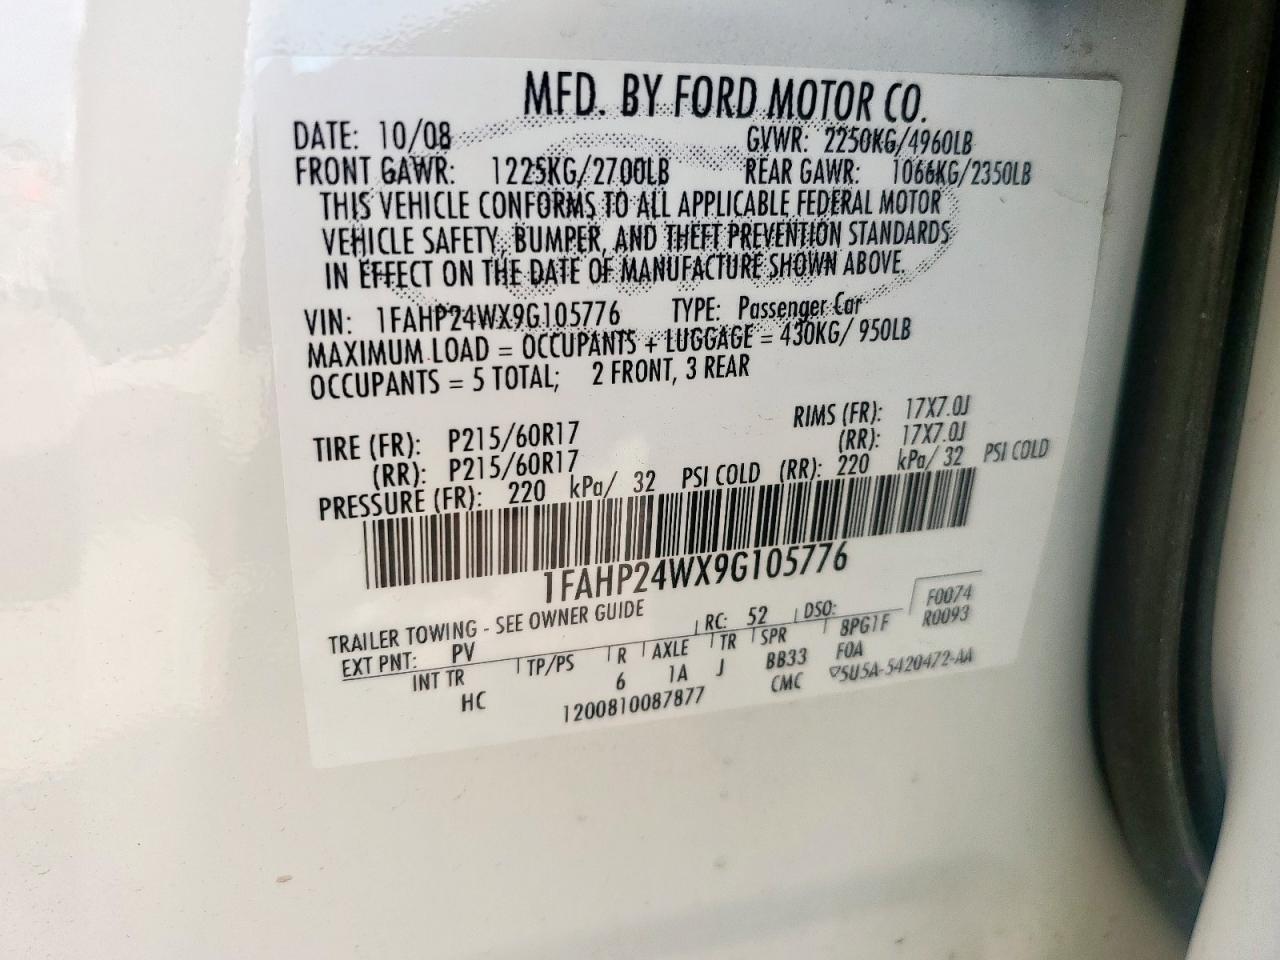 MFD. BY FORD MOTOR CO.
DATE: 10/08 GVWR: 2250KG/4960LB
FRONT GAWR: 1225KG/2700LB REAR GAWR: 1066KG/2350LB
THIS VEHICLE CONFORMS TO ALL APPLICABLE FEDERAL MOTOR
VEHICLE SAFETY, BUMPER, AND THEFT PREVENTION STANDARDS
IN EFFECT ON THE DATE OF MANUFACTURE SHOWN ABOVE.
VIN: 1FAHP24WX9G105776 TYPE: Passenger Car
MAXIMUM LOAD = OCCUPANTS + LUGGAGE = 430KG/ 950LB
OCCUPANTS = 5 TOTAL; 2 FRONT, 3 REAR
TIRE (FR): P215/60R17 RIMS (FR): 17X7.0J
(RR): P215/60R17 (RR): 17X7.0J
PRESSURE (FR): 220 kPa/ 32 PSI COLD (RR): 220 kPa/ 32 PSI COLD
1FAHP24WX9G105776
TRAILER TOWING - SEE OWNER GUIDE
EXT PNT: PV RC: 52 DSO: F0074
R0093
INT TR TP/PS R AXLE TR SPR 8PG1F
HC 6 1A J BB33 FOA
1200810087877 CMC ▽5U5A-5420472-AA